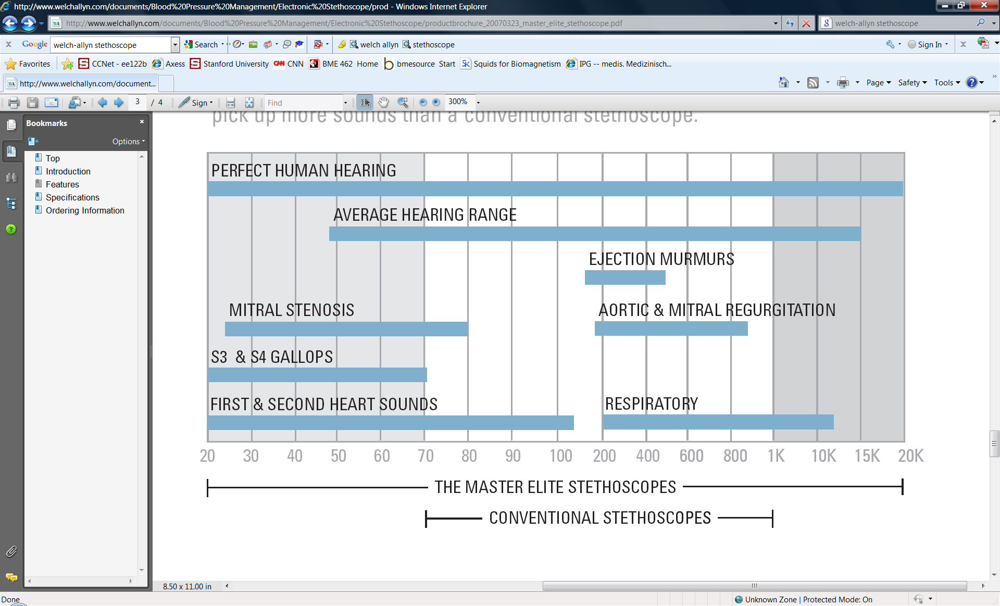 http://www.welchallyn.com/documents/Blood%20Pressure%20Management/Electronic%20Stethoscope/prod - Windows Internet Explorer
http://www.welchallyn.com/documents/Blood%20Pressure%20Management/Electronic%20Stethoscope/productbrochure_20070323_master_elite_stethoscope.pdf
welch-allyn stethoscope
Google welch-allyn stethoscope Search welch allyn stethoscope Sign In
Favorites CCNet - ee122b Axess Stanford University CNN BME 462 Home bmesource Start Squids for Biomagnetism IPG -- medis. Medizinisch...
http://www.welchallyn.com/document... Page Safety Tools
3 / 4 Sign Find 300%
Bookmarks
Options
Top
Introduction
Features
Specifications
Ordering Information
pick up more sounds than a conventional stethoscope.
PERFECT HUMAN HEARING
AVERAGE HEARING RANGE
EJECTION MURMURS
MITRAL STENOSIS
AORTIC & MITRAL REGURGITATION
S3 & S4 GALLOPS
FIRST & SECOND HEART SOUNDS
RESPIRATORY
20 30 40 50 60 70 80 90 100 200 400 600 800 1K 10K 15K 20K
THE MASTER ELITE STETHOSCOPES
CONVENTIONAL STETHOSCOPES
8.50 x 11.00 in
Done
Unknown Zone | Protected Mode: On